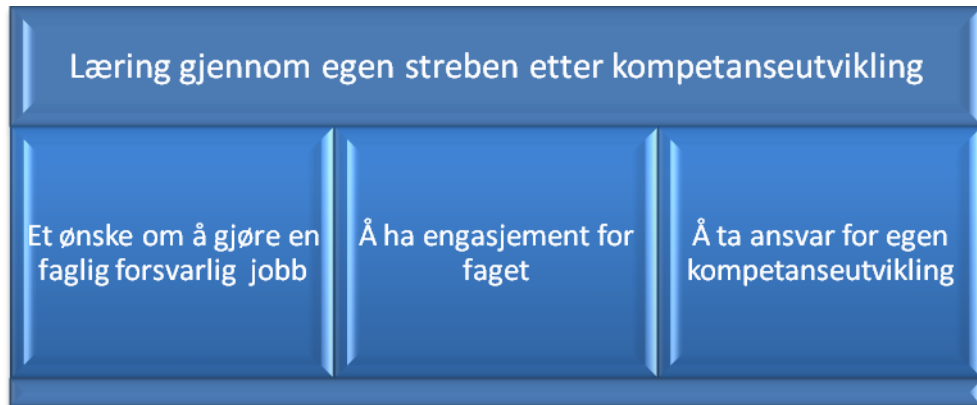 Læring gjennom egen streben etter kompetanseutvikling
Et ønske om å gjøre en
faglig forsvarlig jobb
Å ha engasjement for
faget
Å ta ansvar for egen
kompetanseutvikling